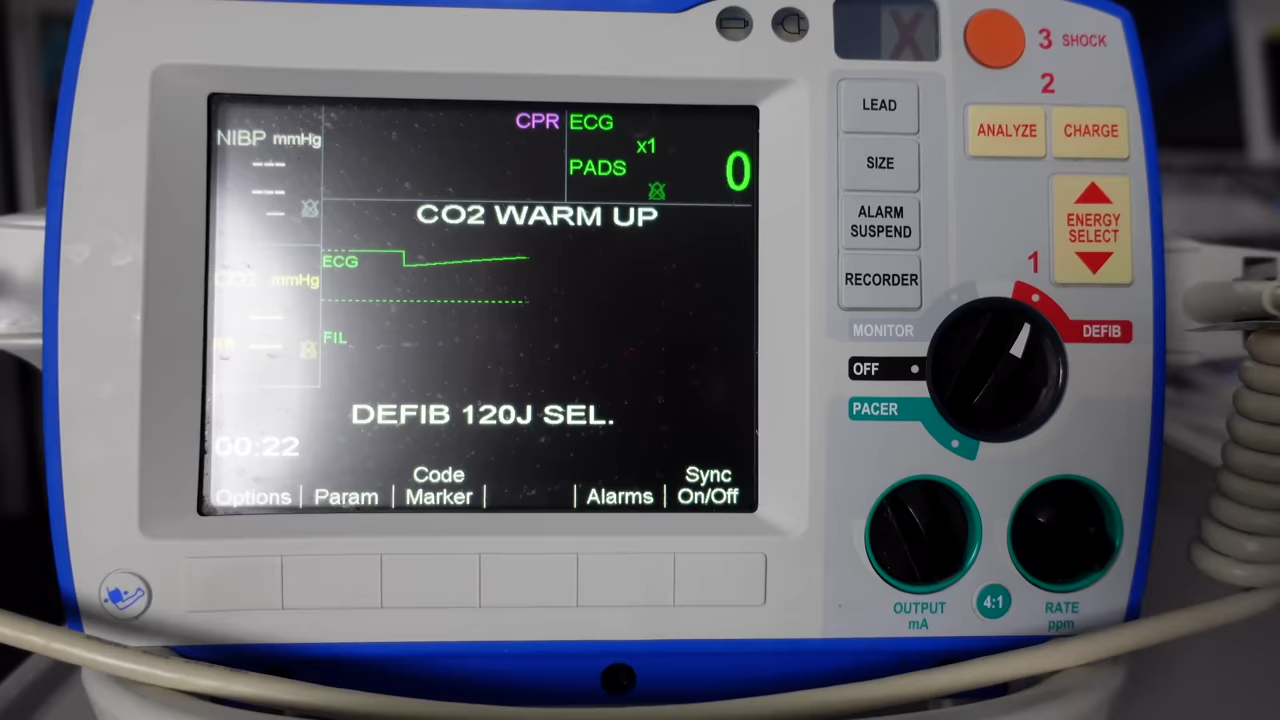 NIBP mmHg
---
---
--
CPR
ECG
x1
PADS
0
CO2 WARM UP
ECG
mmHg
FIL
DEFIB 120J SEL.
00:22
Options
Param
Code
Marker
Alarms
Sync
On/Off
X
3 SHOCK
2
LEAD
SIZE
ALARM
SUSPEND
RECORDER
ANALYZE
CHARGE
ENERGY
SELECT
1
MONITOR
DEFIB
OFF
PACER
OUTPUT
mA
4:1
RATE
ppm